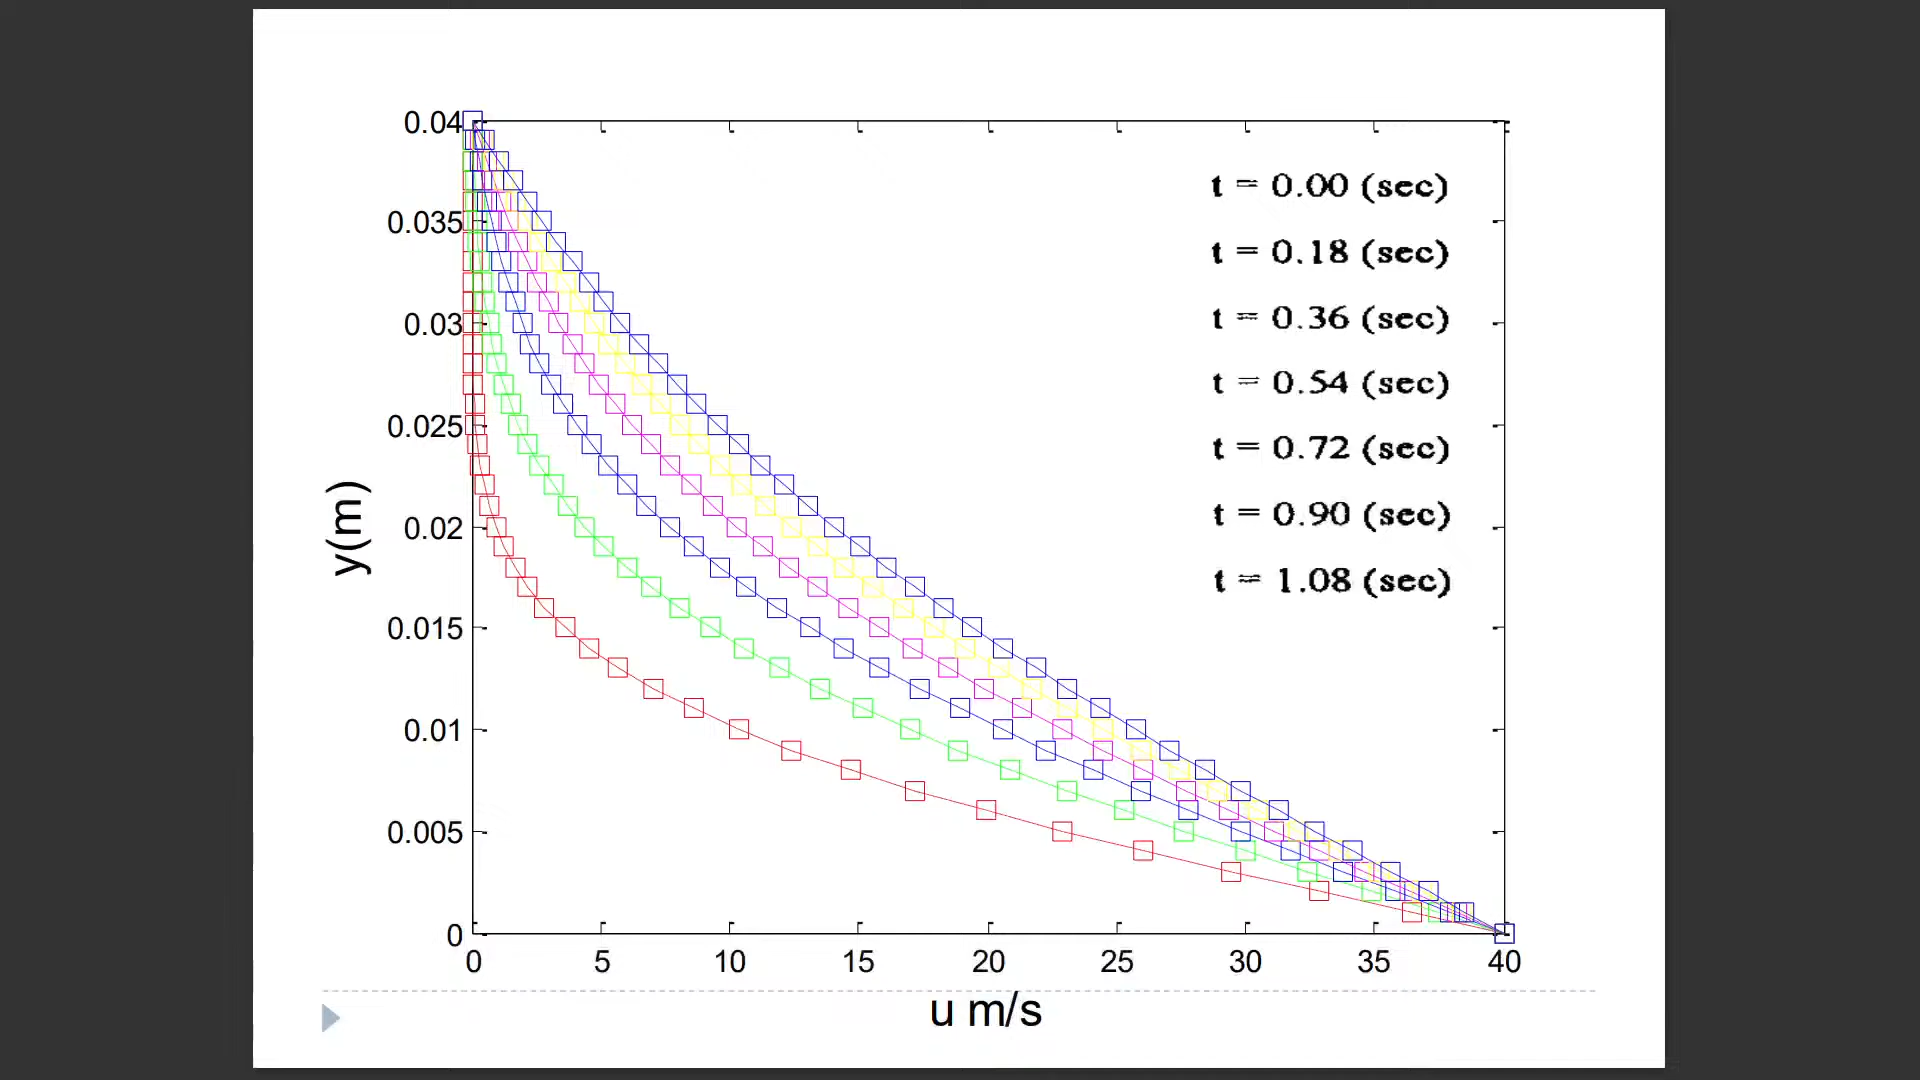 0.04
0.035
0.03
0.025
0.02
0.015
0.01
0.005
0
y(m)
t = 0.00 (sec)
t = 0.18 (sec)
t = 0.36 (sec)
t = 0.54 (sec)
t = 0.72 (sec)
t = 0.90 (sec)
t = 1.08 (sec)
0 5 10 15 20 25 30 35 40
u m/s